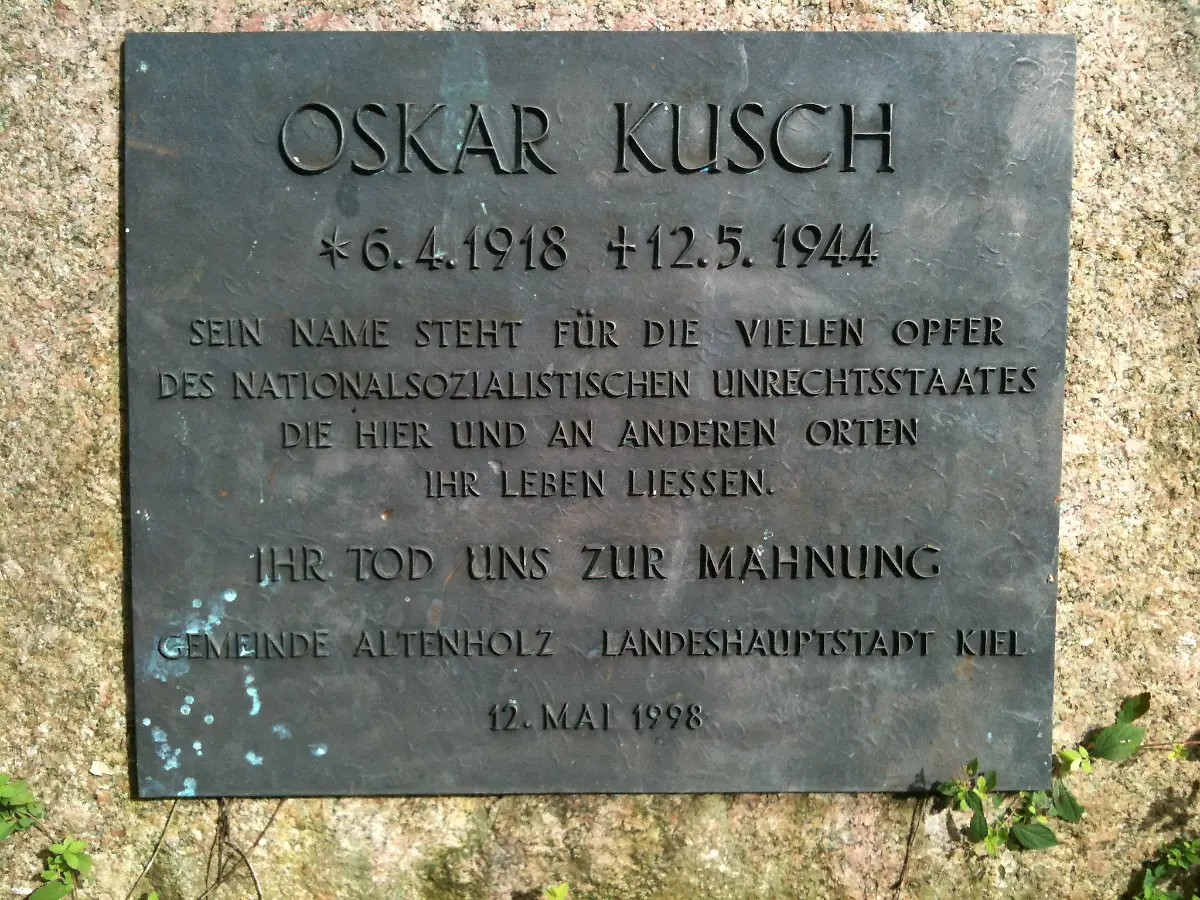 OSKAR KUSCH
*6.4.1918 +12.5.1944
SEIN NAME STEHT FÜR DIE VIELEN OPFER
DES NATIONALSOZIALISTISCHEN UNRECHTSSTAATES
DIE HIER UND AN ANDEREN ORTEN
IHR LEBEN LIESSEN.
IHR TOD UNS ZUR MAHNUNG
GEMEINDE ALTENHOLZ LANDESHAUPTSTADT KIEL
12. MAI 1998